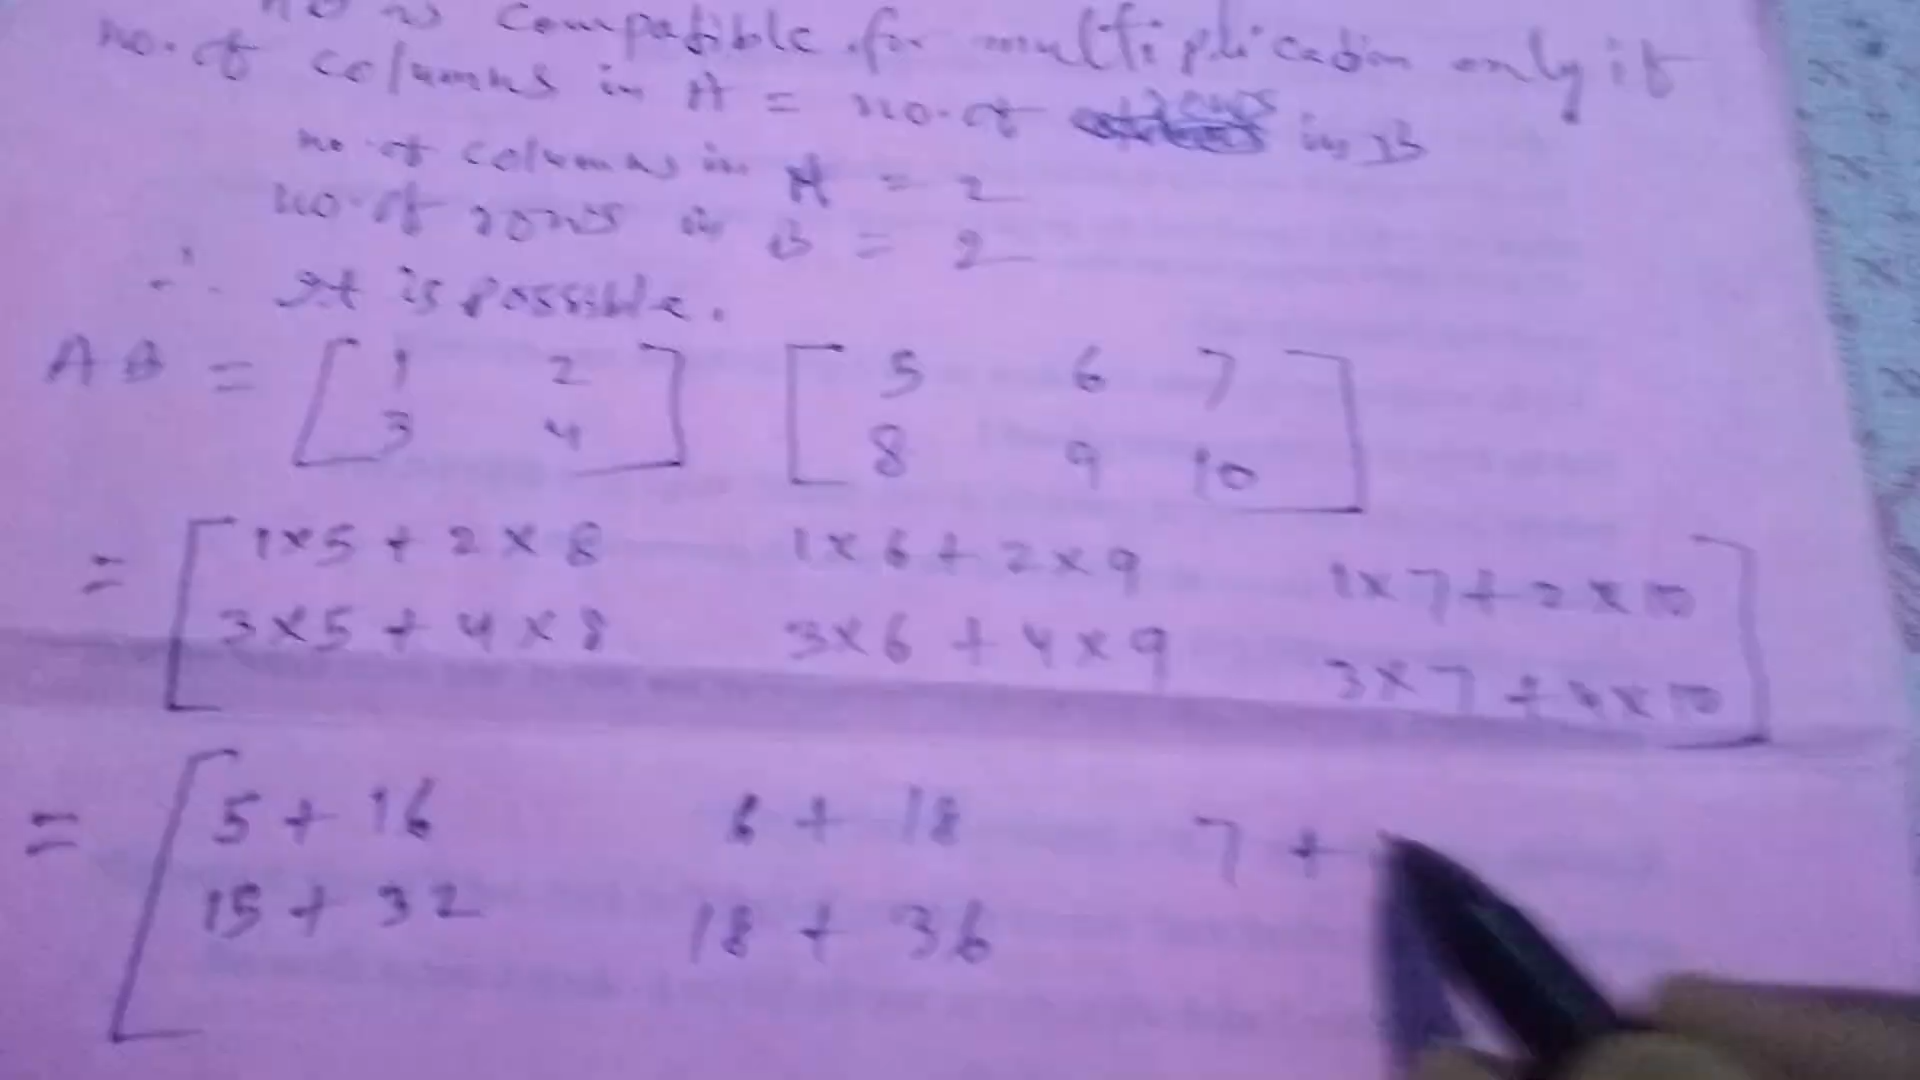 is compatible for multiplication only if
no. of columns in A = no. of rows in B
no. of columns in A = 2
no. of rows in B = 2
∴ It is possible.
AB = [ 1 2 ] [ 5 6 7 ]
3 4 8 9 10
= [ 1×5 + 2×8 1×6 + 2×9 1×7 + 2×10 ]
3×5 + 4×8 3×6 + 4×9 3×7 + 4×10
= [ 5 + 16 6 + 18 7 +
15 + 32 18 + 36